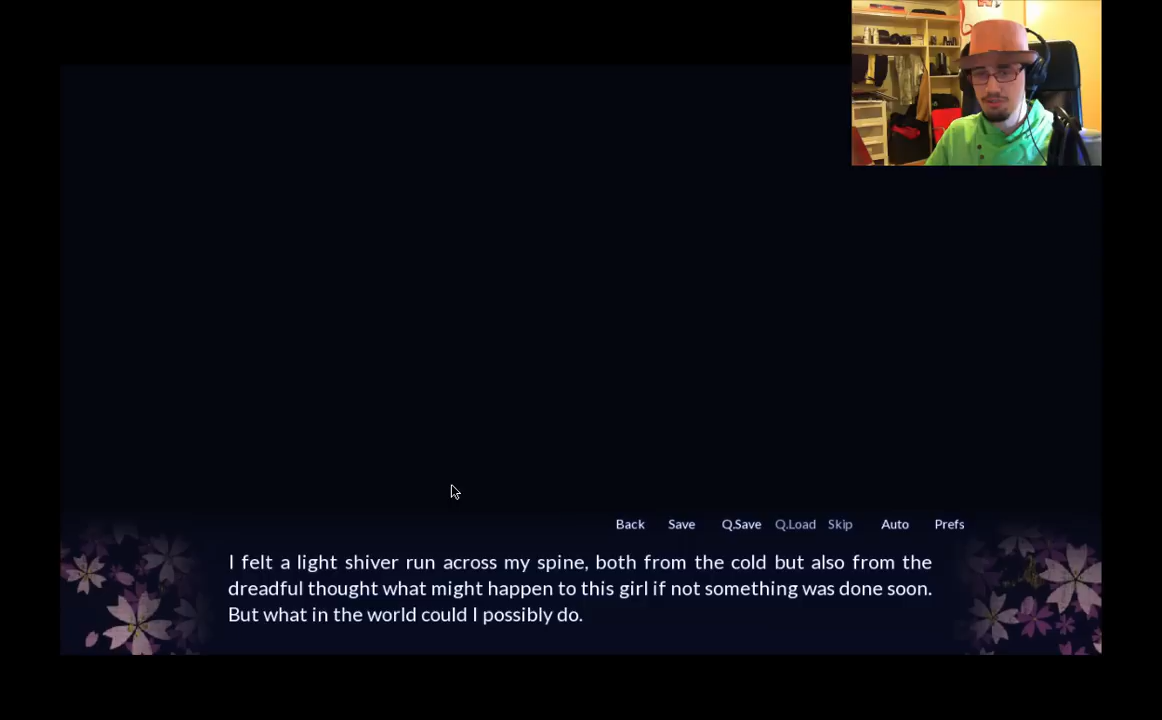 Back Save Q.Save Q.Load Skip Auto Prefs
I felt a light shiver run across my spine, both from the cold but also from the
dreadful thought what might happen to this girl if not something was done soon.
But what in the world could I possibly do.